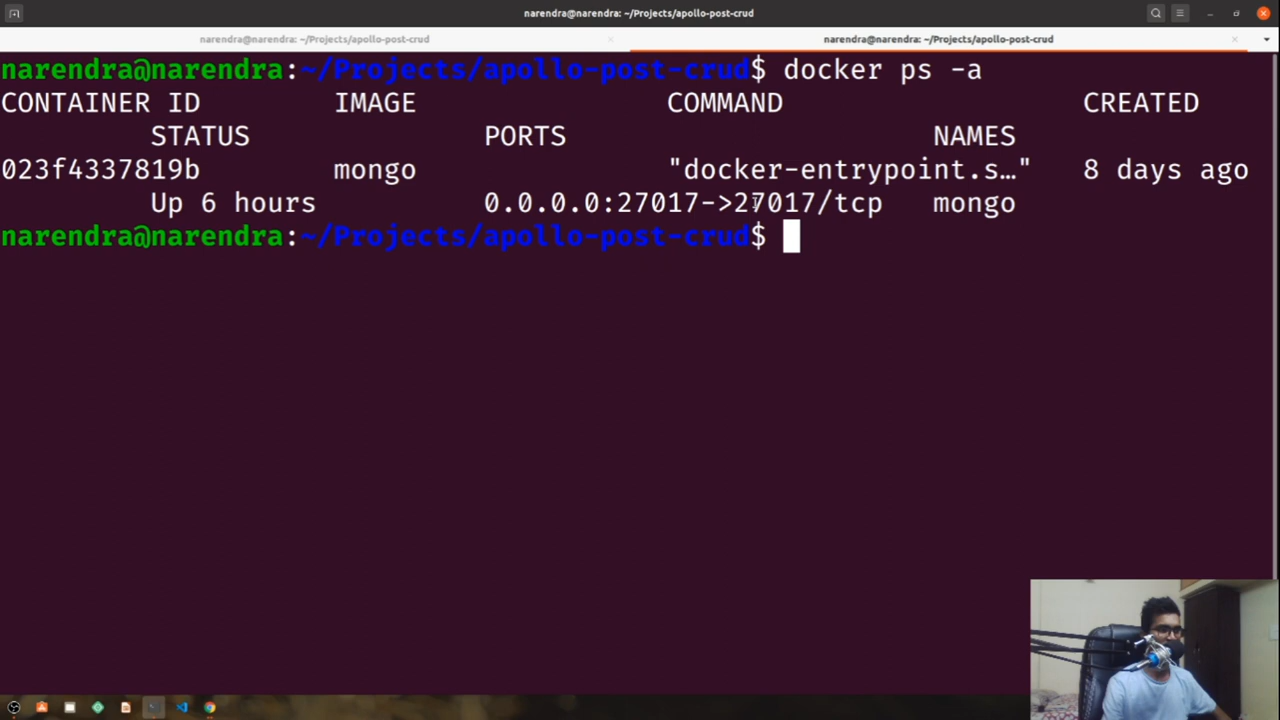 narendra@narendra: ~/Projects/apollo-post-crud
narendra@narendra: ~/Projects/apollo-post-crud
narendra@narendra: ~/Projects/apollo-post-crud
narendra@narendra:~/Projects/apollo-post-crud$ docker ps -a
CONTAINER ID IMAGE COMMAND CREATED
STATUS PORTS NAMES
023f4337819b mongo "docker-entrypoint.s…" 8 days ago
Up 6 hours 0.0.0.0:27017->27017/tcp mongo
narendra@narendra:~/Projects/apollo-post-crud$